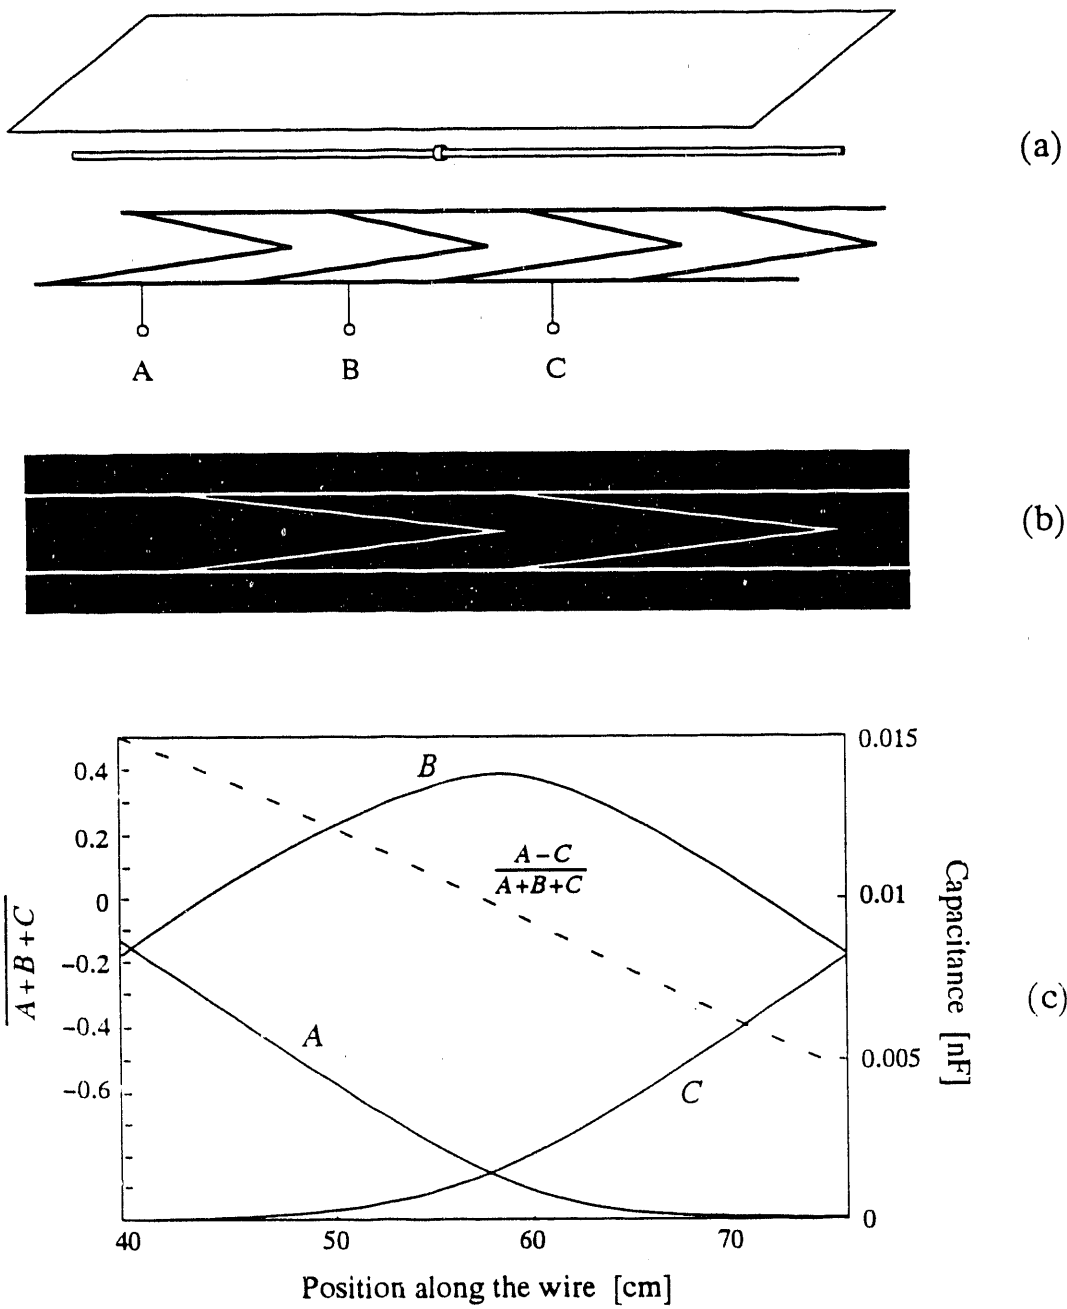 (a)
A B C
(b)
0.4
0.2
0
−0.2
−0.4
−0.6
A+B+C
B
A−C
A+B+C
A
C
0.015
0.01
0.005
0
Capacitance [nF]
(c)
40 50 60 70
Position along the wire [cm]